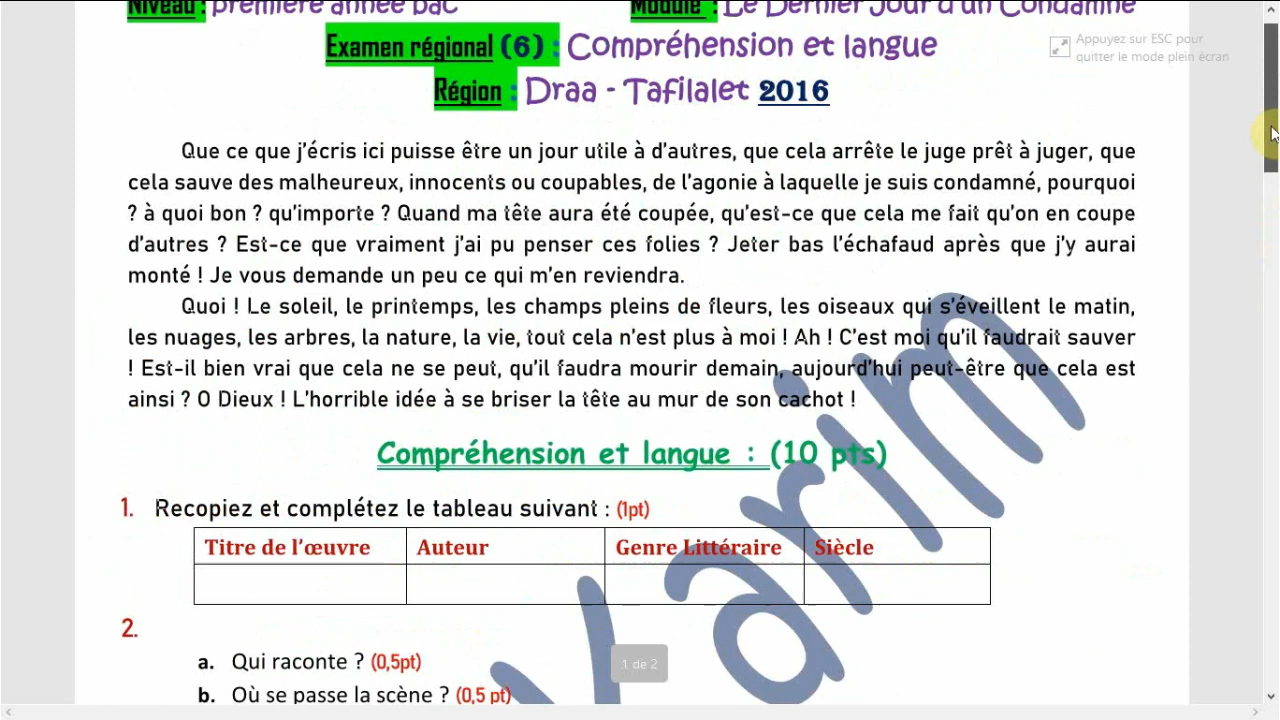 Niveau : première année bac Module : Le Dernier Jour d'un Condamné
Examen régional (6) : Compréhension et langue
Appuyez sur ESC pour
quitter le mode plein écran
Région : Draa - Tafilalet 2016
Que ce que j'écris ici puisse être un jour utile à d'autres, que cela arrête le juge prêt à juger, que
cela sauve des malheureux, innocents ou coupables, de l'agonie à laquelle je suis condamné, pourquoi
? à quoi bon ? qu'importe ? Quand ma tête aura été coupée, qu'est-ce que cela me fait qu'on en coupe
d'autres ? Est-ce que vraiment j'ai pu penser ces folies ? Jeter bas l'échafaud après que j'y aurai
monté ! Je vous demande un peu ce qui m'en reviendra.
Quoi ! Le soleil, le printemps, les champs pleins de fleurs, les oiseaux qui s'éveillent le matin,
les nuages, les arbres, la nature, la vie, tout cela n'est plus à moi ! Ah ! C'est moi qu'il faudrait sauver
! Est-il bien vrai que cela ne se peut, qu'il faudra mourir demain, aujourd'hui peut-être que cela est
ainsi ? O Dieux ! L'horrible idée à se briser la tête au mur de son cachot !
Compréhension et langue : (10 pts)
1. Recopiez et complétez le tableau suivant : (1pt)
Titre de l'œuvre Auteur Genre Littéraire Siècle
2.
a. Qui raconte ? (0,5pt)
1 de 2
b. Où se passe la scène ? (0,5 pt)
Karim